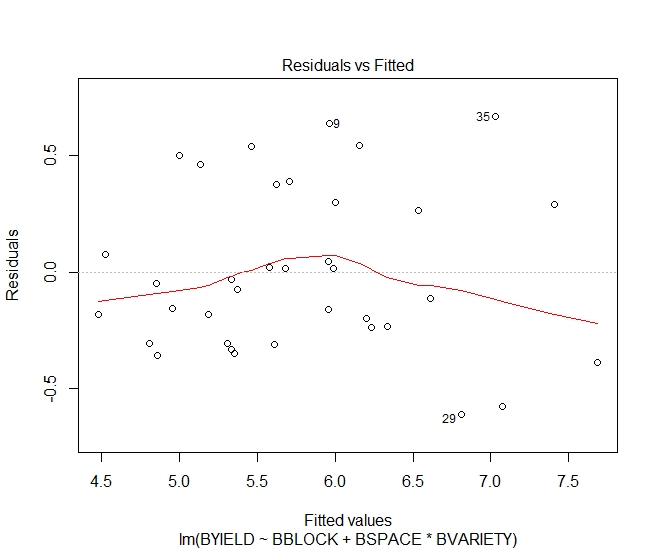 Residuals vs Fitted
Residuals
0.5
0.0
-0.5
9
35
29
4.5 5.0 5.5 6.0 6.5 7.0 7.5
Fitted values
lm(BYIELD ~ BBLOCK + BSPACE * BVARIETY)